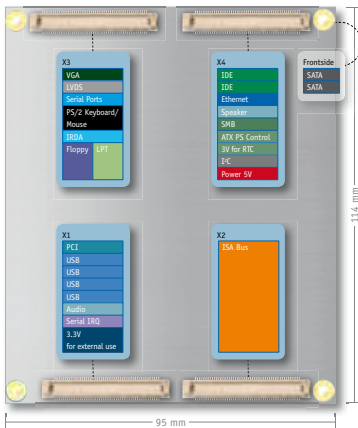 X3
VGA
LVDS
Serial Ports
PS/2 Keyboard/
Mouse
IRDA
Floppy LPT
X4
IDE
IDE
Ethernet
Speaker
SMB
ATX PS Control
3V for RTC
I²C
Power 5V
Frontside
SATA
SATA
X1
PCI
USB
USB
USB
USB
Audio
Serial IRQ
3.3V
for external use
X2
ISA Bus
114 mm
95 mm